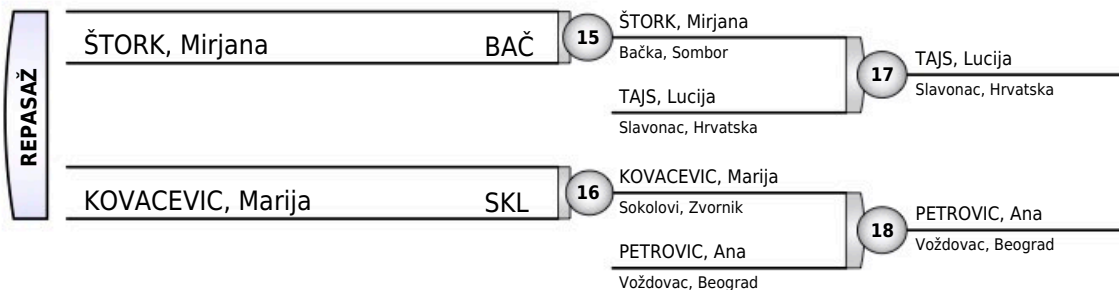 REPASAŽ
ŠTORK, Mirjana BAČ
15
ŠTORK, Mirjana
Bačka, Sombor
TAJS, Lucija
Slavonac, Hrvatska
17
TAJS, Lucija
Slavonac, Hrvatska
KOVACEVIC, Marija SKL
16
KOVACEVIC, Marija
Sokolovi, Zvornik
PETROVIC, Ana
Voždovac, Beograd
18
PETROVIC, Ana
Voždovac, Beograd